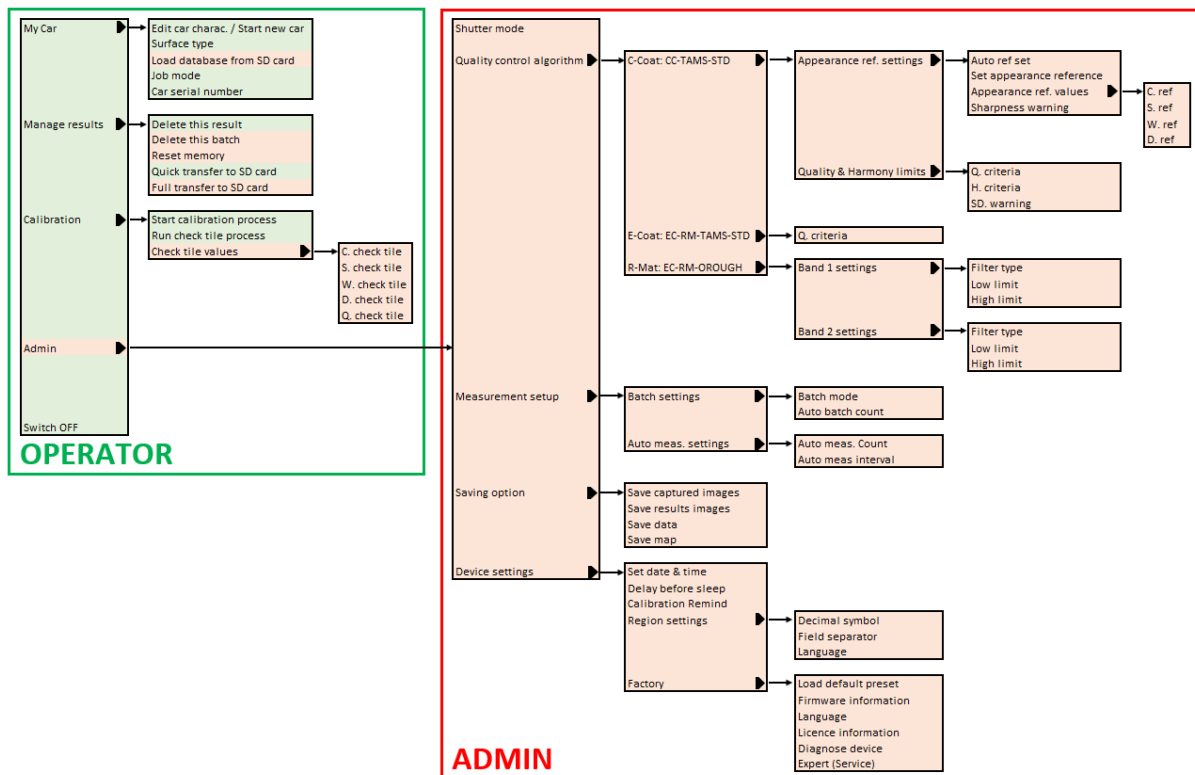 My Car
Edit car charac. / Start new car
Surface type
Load database from SD card
Job mode
Car serial number
Manage results
Delete this result
Delete this batch
Reset memory
Quick transfer to SD card
Full transfer to SD card
Calibration
Start calibration process
Run check tile process
Check tile values
C. check tile
S. check tile
W. check tile
D. check tile
Q. check tile
Admin
Switch OFF
OPERATOR
Shutter mode
Quality control algorithm
C-Coat: CC-TAMS-STD
Appearance ref. settings
Auto ref set
Set appearance reference
Appearance ref. values
Sharpness warning
C. ref
S. ref
W. ref
D. ref
Quality & Harmony limits
Q. criteria
H. criteria
SD. warning
E-Coat: EC-RM-TAMS-STD
Q. criteria
R-Mat: EC-RM-OROUGH
Band 1 settings
Filter type
Low limit
High limit
Band 2 settings
Filter type
Low limit
High limit
Measurement setup
Batch settings
Batch mode
Auto batch count
Auto meas. settings
Auto meas. Count
Auto meas interval
Saving option
Save captured images
Save results images
Save data
Save map
Device settings
Set date & time
Delay before sleep
Calibration Remind
Region settings
Decimal symbol
Field separator
Language
Factory
Load default preset
Firmware information
Language
Licence information
Diagnose device
Expert (Service)
ADMIN